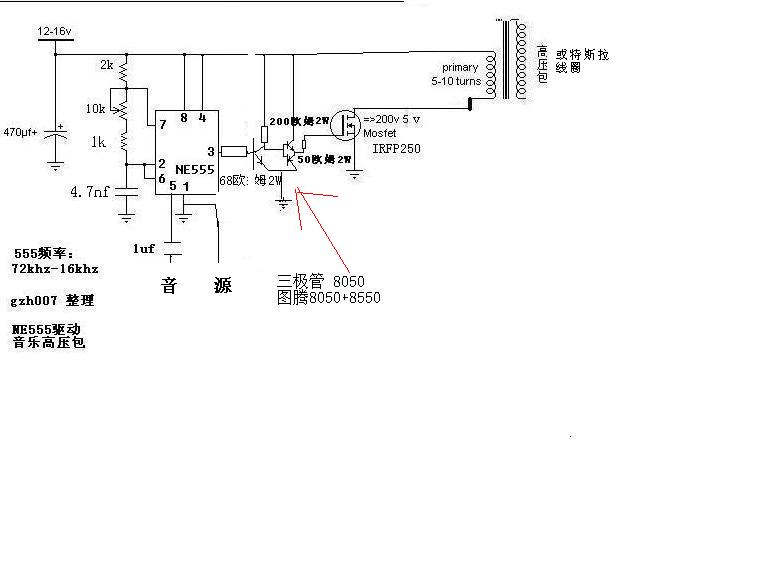 12-16v
2k
10k
1k
470µf+
+
4.7nf
7
8
4
3
NE555
2
6
5
1
68欧: 姆2W
200欧姆2W
50欧姆2W
=>200v 5 v
Mosfet
IRFP250
primary
5-10 turns
高压包
或特斯拉
线圈
1uf
音 源
三极管 8050
图腾8050+8550
555频率:
72khz-16khz
gzh007 整理
NE555驱动
音乐高压包